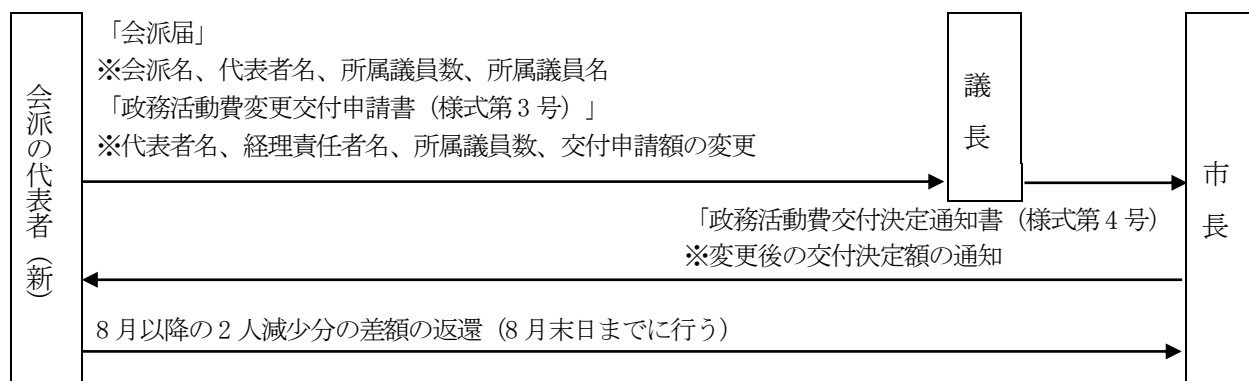 会派の代表者（新）
「会派届」
※会派名、代表者名、所属議員数、所属議員名
「政務活動費変更交付申請書（様式第３号）」
※代表者名、経理責任者名、所属議員数、交付申請額の変更
議長
市長
「政務活動費交付決定通知書（様式第４号）
※変更後の交付決定額の通知
８月以降の２人減少分の差額の返還（８月末日までに行う）